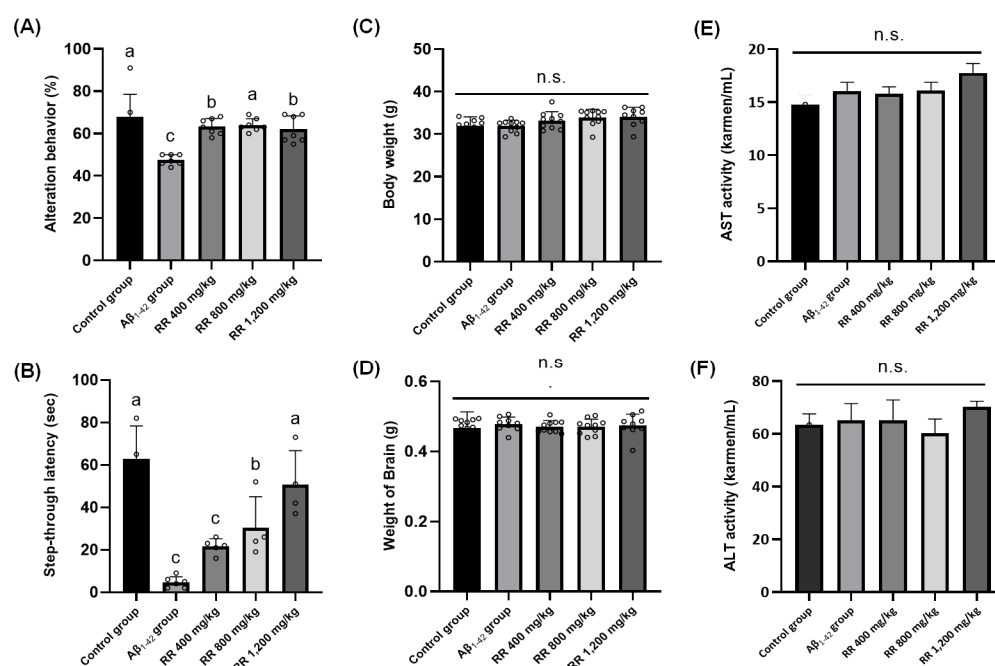 (A)
Alteration behavior (%)
100
80
60
40
20
0
a
c
b
a
b
Control group
Aβ1-42 group
RR 400 mg/kg
RR 800 mg/kg
RR 1,200 mg/kg
(C)
Body weight (g)
50
40
30
20
10
0
n.s.
Control group
Aβ1-42 group
RR 400 mg/kg
RR 800 mg/kg
RR 1,200 mg/kg
(E)
AST activity (karmen/mL)
20
15
10
5
0
n.s.
Control group
Aβ1-42 group
RR 400 mg/kg
RR 800 mg/kg
RR 1,200 mg/kg
(B)
Step-through latency (sec)
100
80
60
40
20
0
a
c
c
b
a
Control group
Aβ1-42 group
RR 400 mg/kg
RR 800 mg/kg
RR 1,200 mg/kg
(D)
Weight of Brain (g)
0.6
0.4
0.2
0.0
n.s
.
Control group
Aβ1-42 group
RR 400 mg/kg
RR 800 mg/kg
RR 1,200 mg/kg
(F)
ALT activity (karmen/mL)
80
60
40
20
0
n.s.
Control group
Aβ1-42 group
RR 400 mg/kg
RR 800 mg/kg
RR 1,200 mg/kg